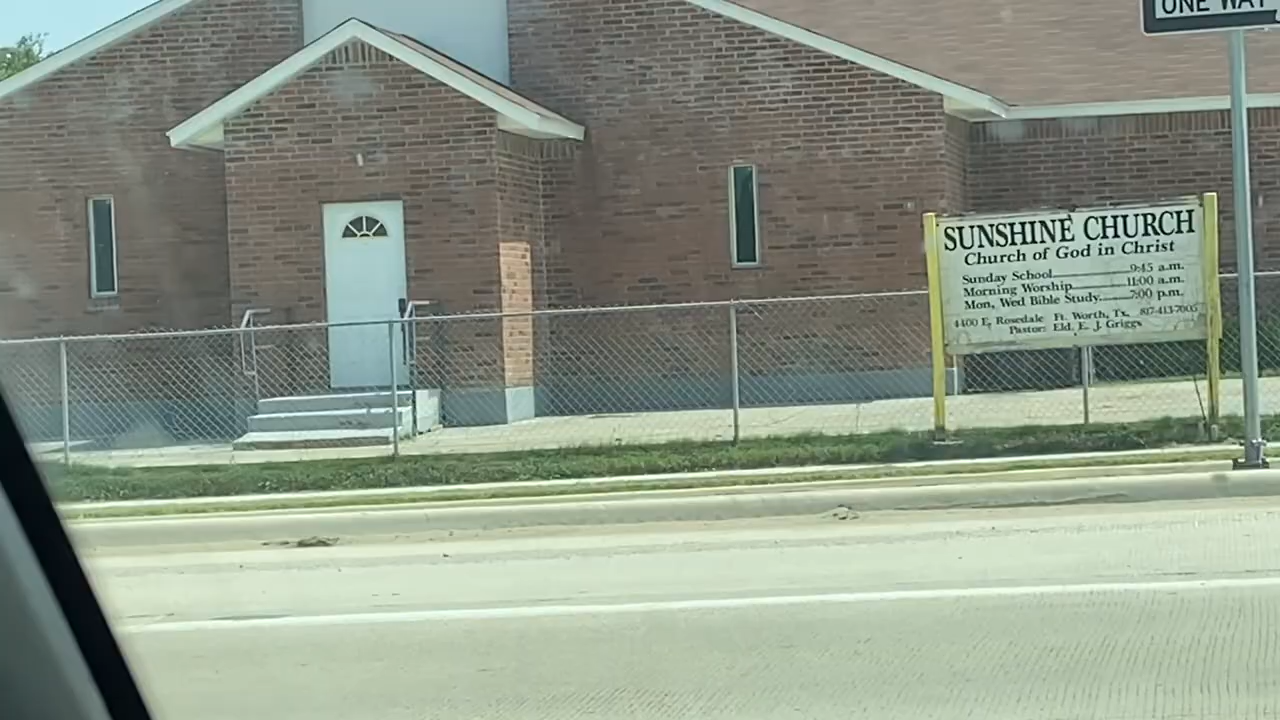 ONE WAY
SUNSHINE CHURCH
Church of God in Christ
Sunday School 9:45 a.m.
Morning Worship 11:00 a.m.
Mon, Wed Bible Study 7:00 p.m.
4400 E, Rosedale Ft. Worth, Tx. 817-413-7005
Pastor: Eld. E. J. Griggs